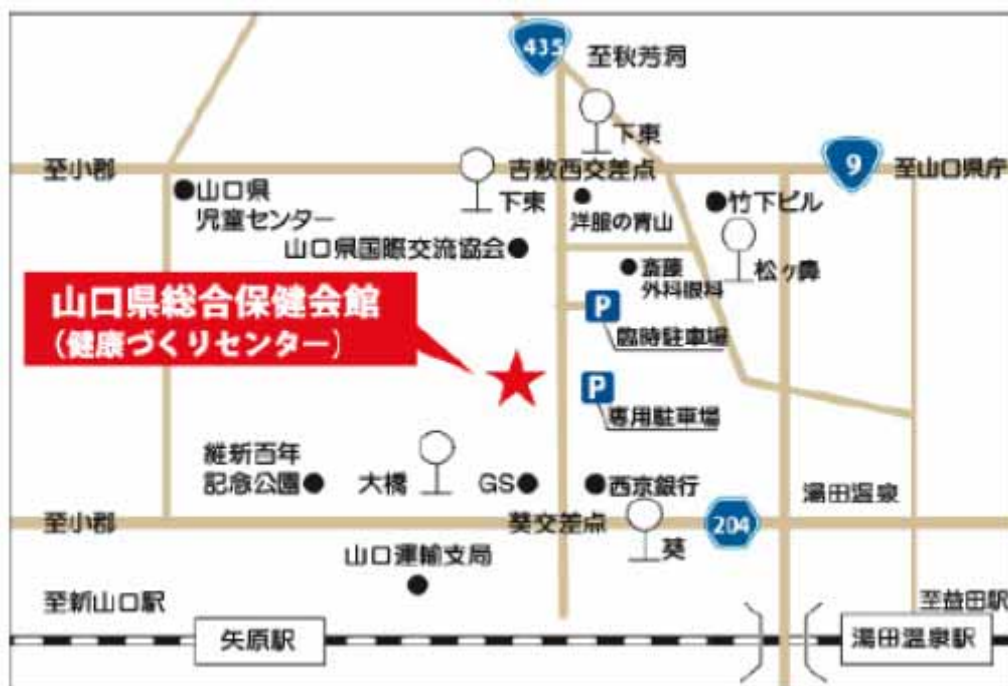 435
至秋芳洞
下東
至小郡
吉敷西交差点
9
至山口県庁
山口県
児童センター
下東
洋服の青山
竹下ビル
山口県国際交流協会
斎藤
外科眼科
松ヶ鼻
山口県総合保健会館
(健康づくりセンター)
P
臨時駐車場
P
専用駐車場
維新百年
記念公園
大橋
GS
西京銀行
湯田温泉
至小郡
葵交差点
204
葵
山口運輸支局
至新山口駅
至益田駅
矢原駅
湯田温泉駅